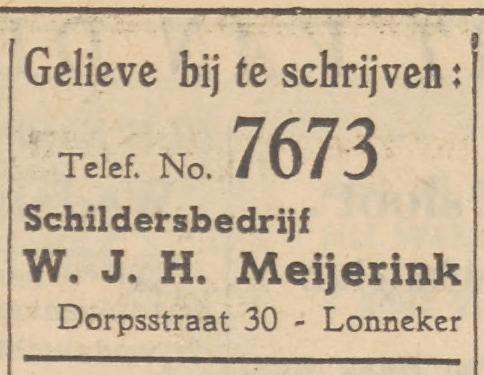 Gelieve bij te schrijven:
Telef. No. 7673
Schildersbedrijf
W. J. H. Meijerink
Dorpsstraat 30 - Lonneker